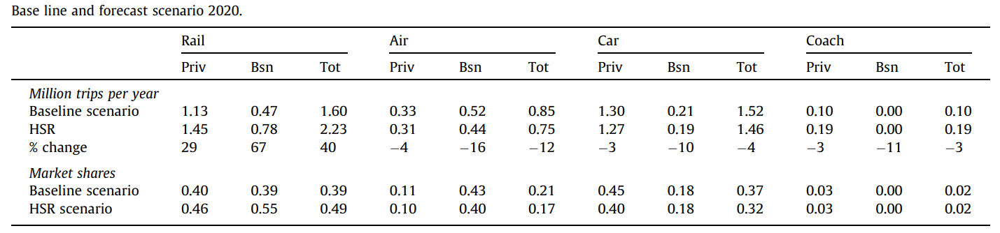 Base line and forecast scenario 2020.
Rail Air Car Coach
Priv Bsn Tot Priv Bsn Tot Priv Bsn Tot Priv Bsn Tot
Million trips per year
Baseline scenario 1.13 0.47 1.60 0.33 0.52 0.85 1.30 0.21 1.52 0.10 0.00 0.10
HSR 1.45 0.78 2.23 0.31 0.44 0.75 1.27 0.19 1.46 0.19 0.00 0.19
% change 29 67 40 −4 −16 −12 −3 −10 −4 −3 −11 −3
Market shares
Baseline scenario 0.40 0.39 0.39 0.11 0.43 0.21 0.45 0.18 0.37 0.03 0.00 0.02
HSR scenario 0.46 0.55 0.49 0.10 0.40 0.17 0.40 0.18 0.32 0.03 0.00 0.02